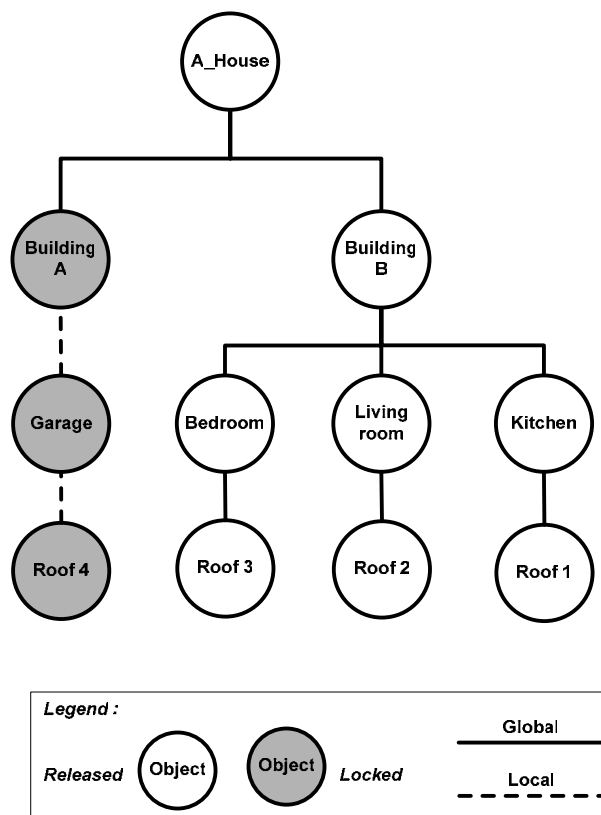 A_House
Building
A
Building
B
Garage
Bedroom
Living
room
Kitchen
Roof 4
Roof 3
Roof 2
Roof 1
Legend :
Released
Object
Object
Locked
Global
Local